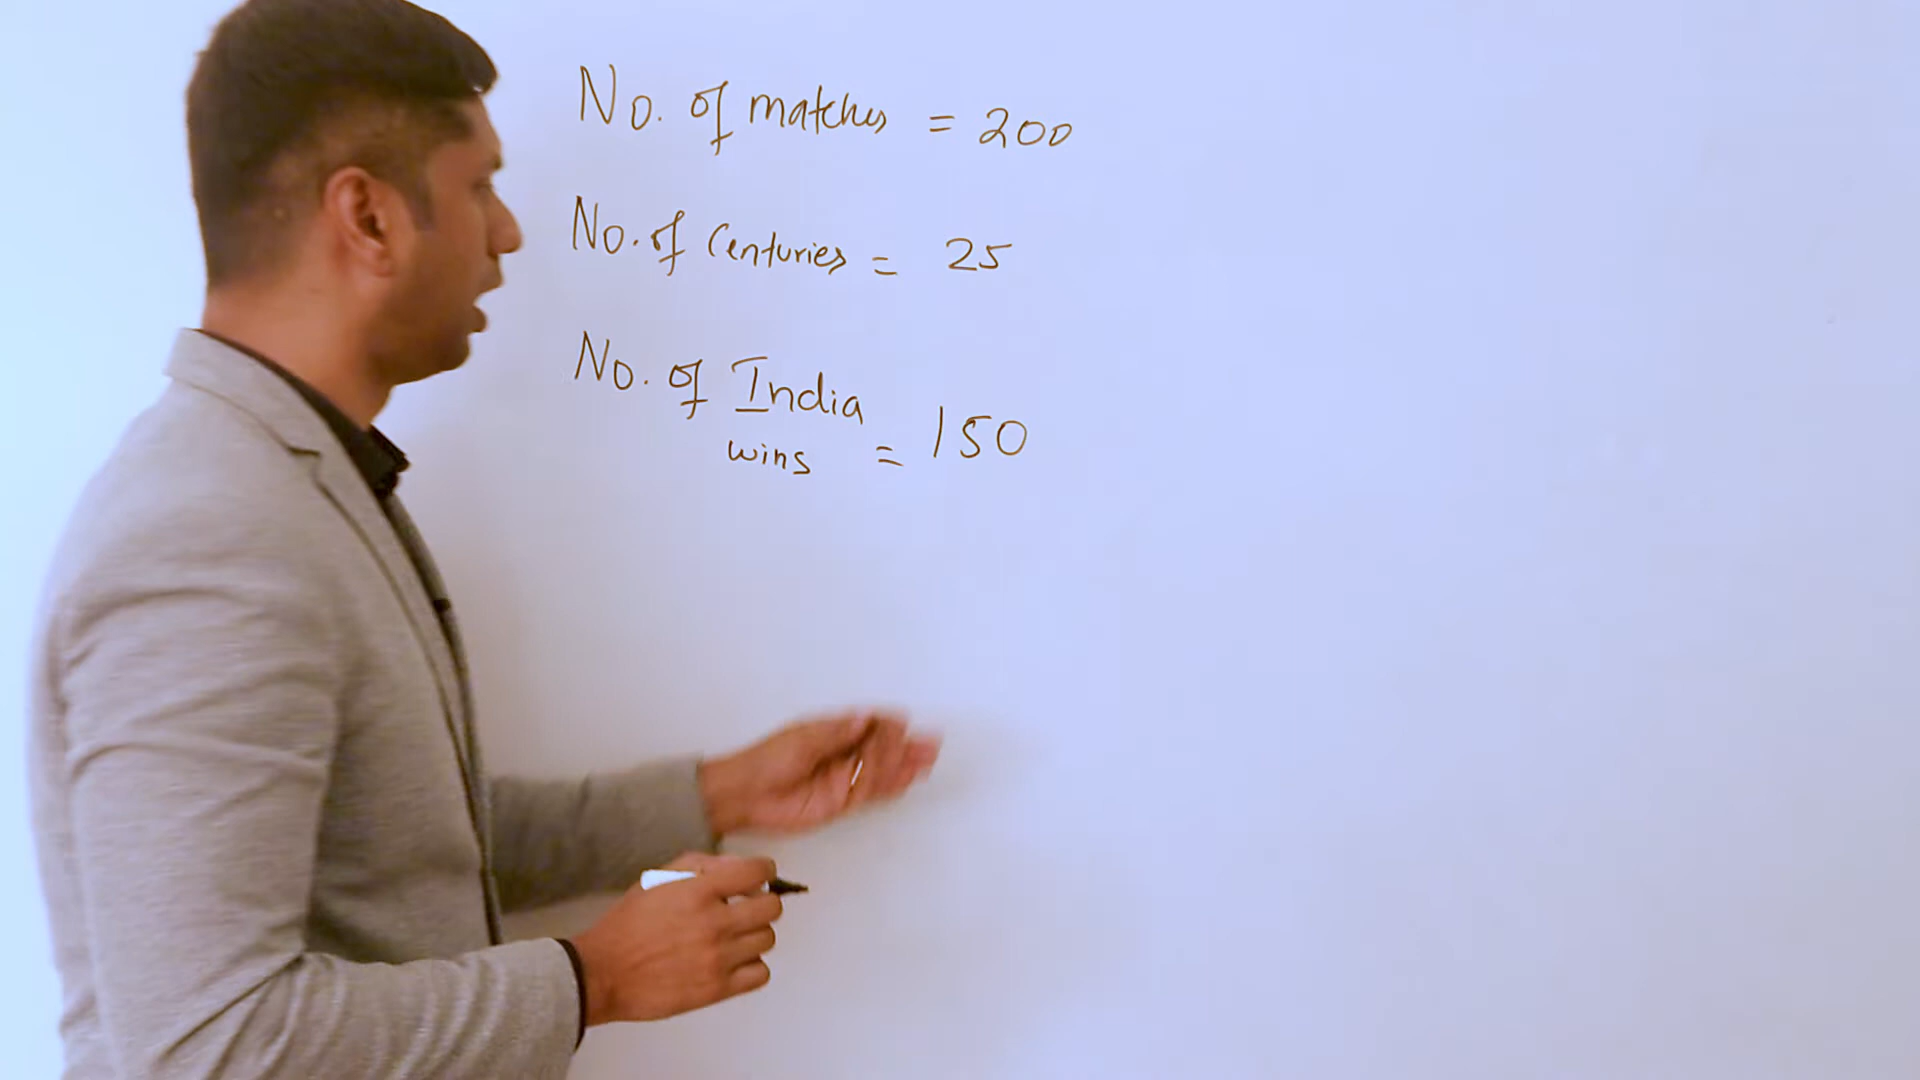 No. of matches = 200
No. of Centuries = 25
No. of India
wins = 150